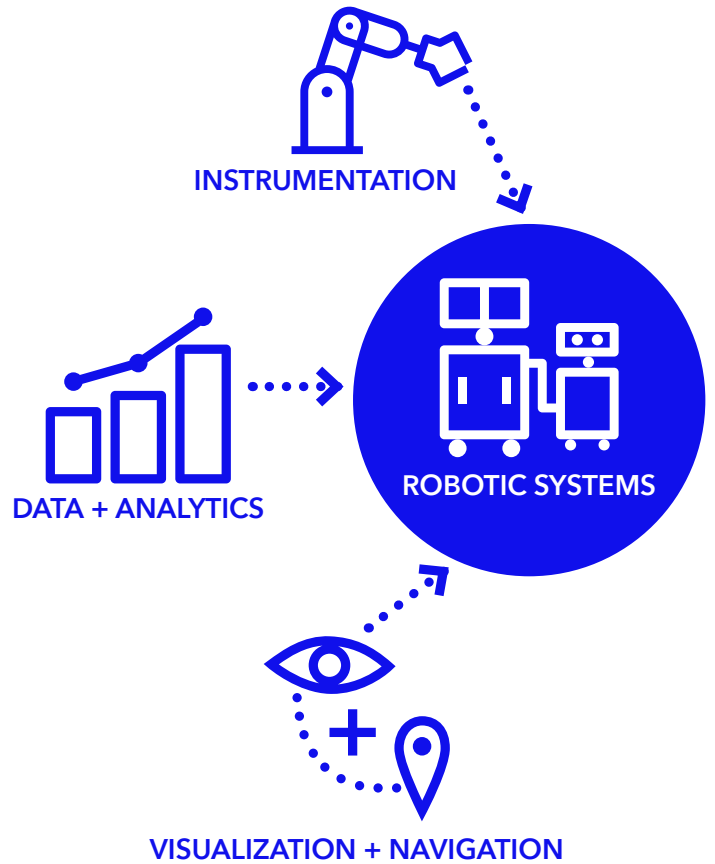 INSTRUMENTATION
ROBOTIC SYSTEMS
DATA + ANALYTICS
VISUALIZATION + NAVIGATION